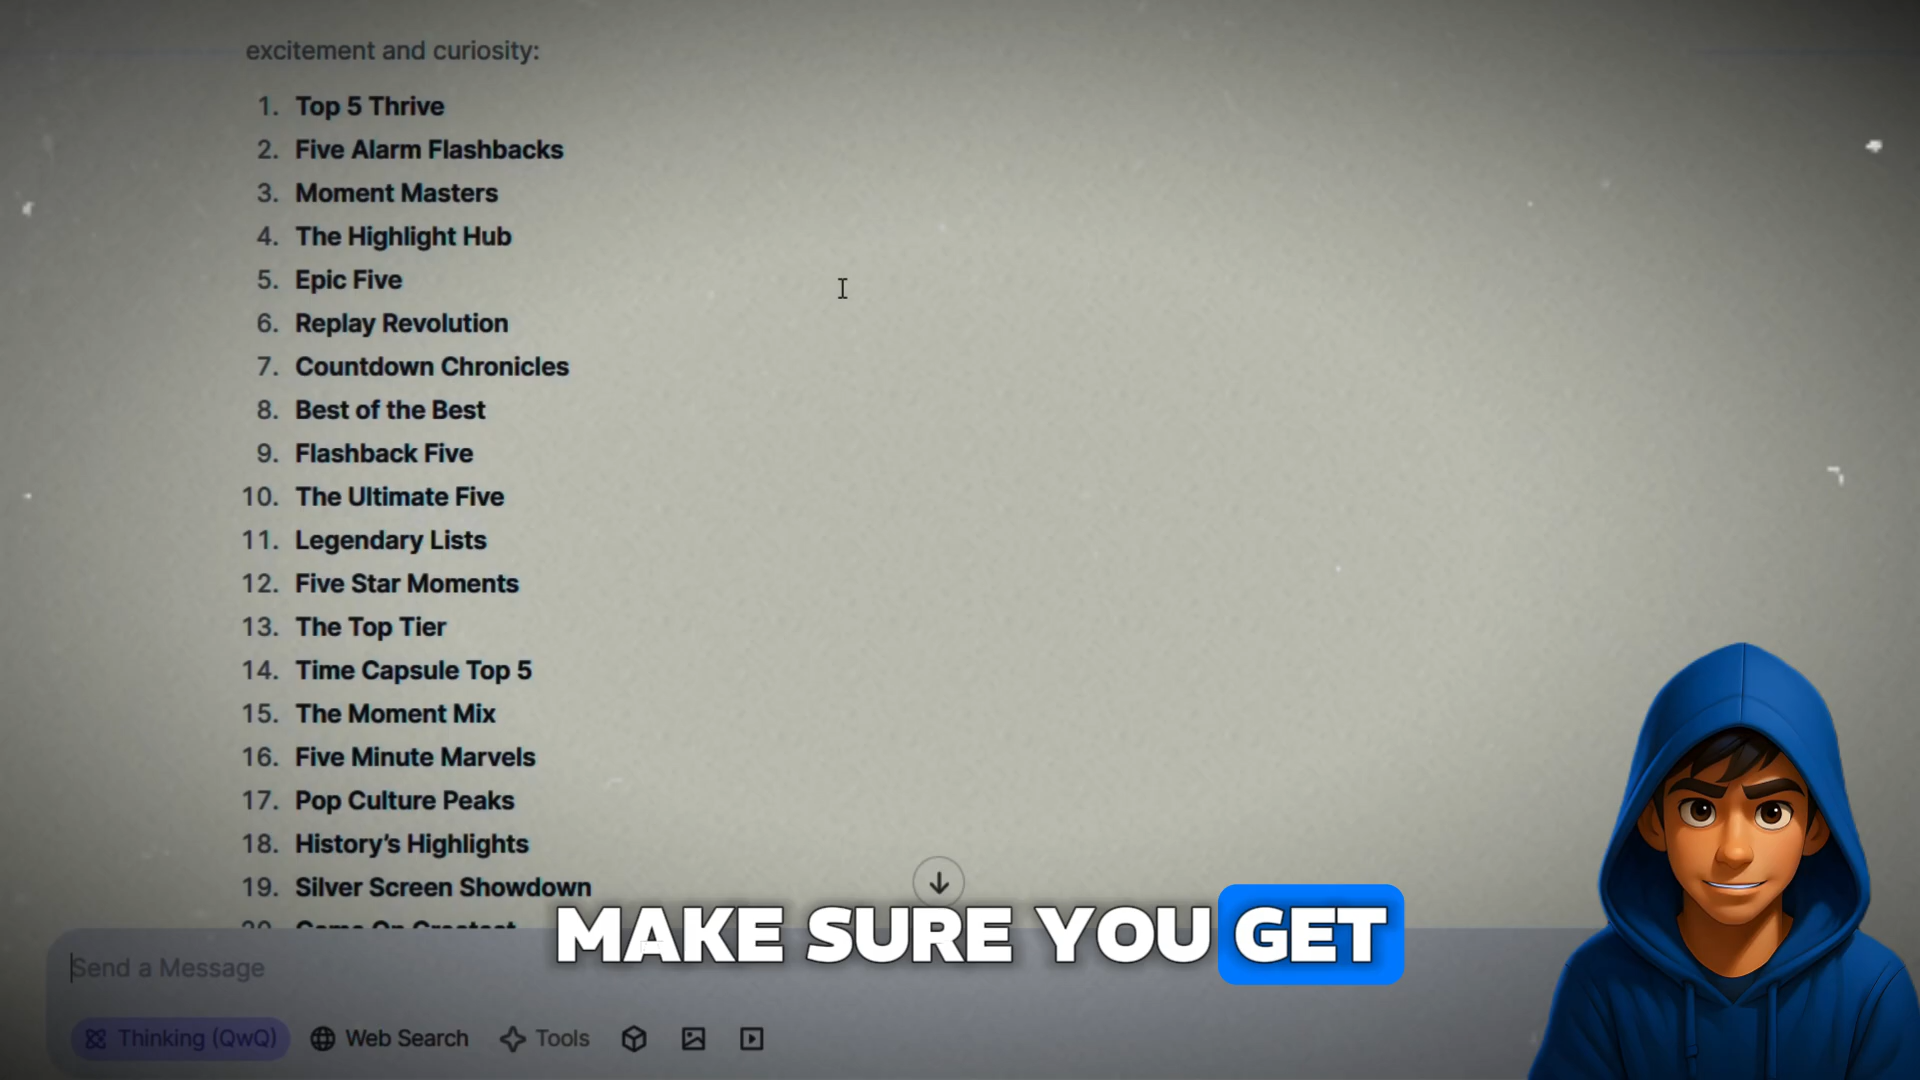 excitement and curiosity:
1. Top 5 Thrive
2. Five Alarm Flashbacks
3. Moment Masters
4. The Highlight Hub
5. Epic Five
6. Replay Revolution
7. Countdown Chronicles
8. Best of the Best
9. Flashback Five
10. The Ultimate Five
11. Legendary Lists
12. Five Star Moments
13. The Top Tier
14. Time Capsule Top 5
15. The Moment Mix
16. Five Minute Marvels
17. Pop Culture Peaks
18. History's Highlights
19. Silver Screen Showdown
20. Game On Greatest
MAKE SURE YOU GET
Send a Message
Thinking (QwQ) Web Search Tools